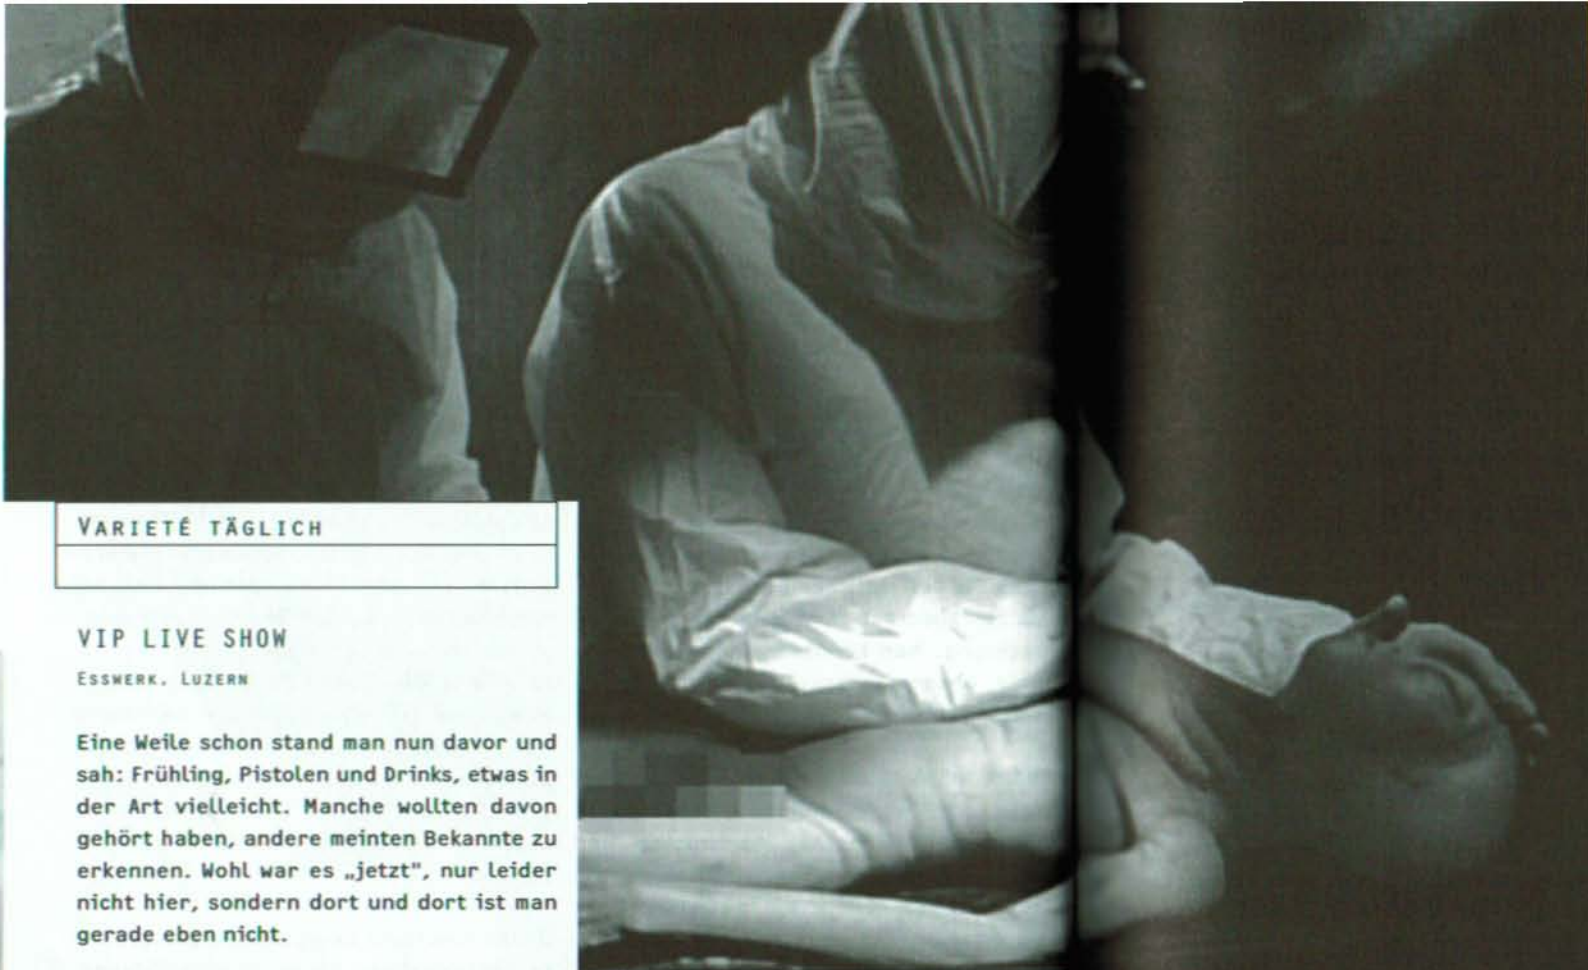 VARIETÉ TÄGLICH
VIP LIVE SHOW
ESSWERK. LUZERN
Eine Weile schon stand man nun davor und
sah: Frühling, Pistolen und Drinks, etwas in
der Art vielleicht. Manche wollten davon
gehört haben, andere meinten Bekannte zu
erkennen. Wohl war es „jetzt", nur leider
nicht hier, sondern dort und dort ist man
gerade eben nicht.